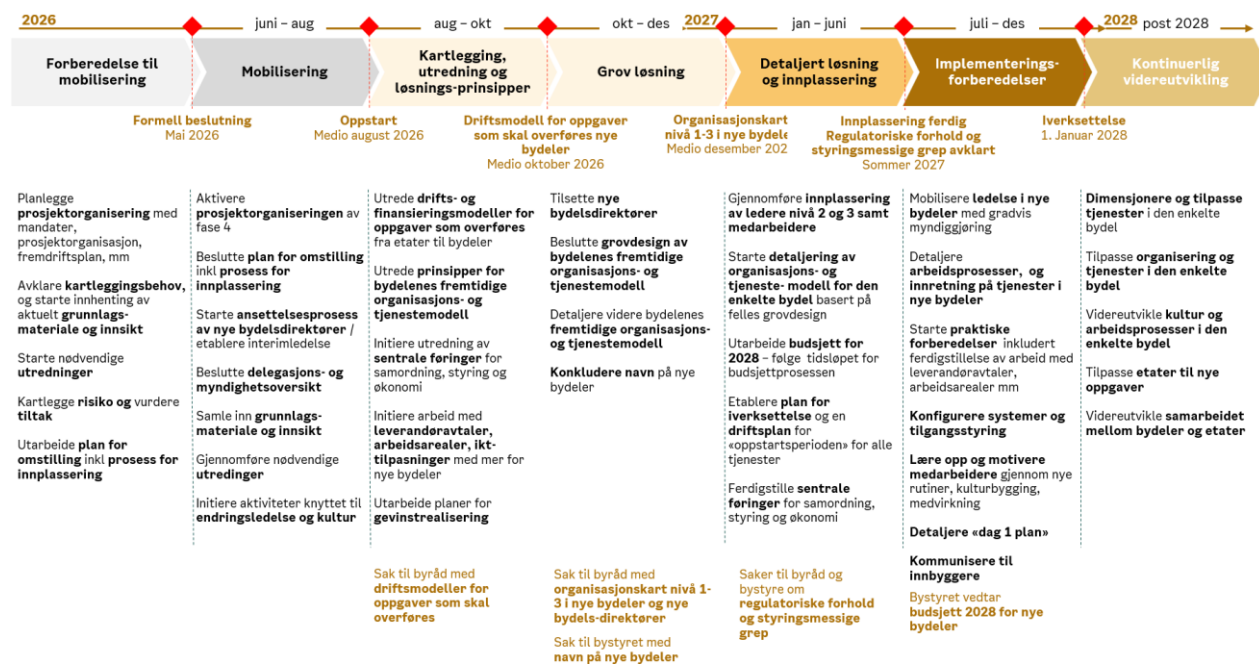 2026
juni – aug
aug – okt
okt – des
2027
jan – juni
juli – des
2028
post 2028
Forberedelse til
mobilisering
Mobilisering
Kartlegging,
utredning og
løsnings-prinsipper
Grov løsning
Detaljert løsning
og innplassering
Implementerings-
forberedelser
Kontinuerlig
videreutvikling
Formell beslutning
Mai 2026
Oppstart
Medio august 2026
Driftsmodell for oppgaver
som skal overføres nye
bydeler
Medio oktober 2026
Organisasjonskart
nivå 1-3 i nye bydele
Medio desember 202
Innplassering ferdig
Regulatoriske forhold og
styringsmessige grep avklart
Sommer 2027
Iverksettelse
1. Januar 2028
Planlegge
prosjektorganisering med
mandater,
prosjektorganisasjon,
fremdriftsplan, mm
Avklare kartleggingsbehov,
og starte innhenting av
aktuelt grunnlags-
materiale og innsikt
Starte nødvendige
utredninger
Kartlegge risiko og vurdere
tiltak
Utarbeide plan for
omstilling inkl prosess for
innplassering
Aktivere
prosjektorganiseringen av
fase 4
Beslutte plan for omstilling
inkl prosess for
innplassering
Starte ansettelsesprosess
av nye bydelsdirektører /
etablere interimledelse
Beslutte delegasjons- og
myndighetsoversikt
Samle inn grunnlags-
materiale og innsikt
Gjennomføre nødvendige
utredinger
Initiere aktiviteter knyttet til
endringsledelse og kultur
Utrede drifts- og
finansieringsmodeller for
oppgaver som overføres
fra etater til bydeler
Utrede prinsipper for
bydelenes fremtidige
organisasjons- og
tjenestemodell
Initiere utredning av
sentrale føringer for
samordning, styring og
økonomi
Initiere arbeid med
leverandøravtaler,
arbeidsarealer, ikt-
tilpasninger med mer for
nye bydeler
Utarbeide planer for
gevinstrealisering
Sak til byråd med
driftsmodeller for
oppgaver som skal
overføres
Tilsette nye
bydelsdirektører
Beslutte grovdesign av
bydelenes fremtidige
organisasjons- og
tjenestemodell
Detaljere videre bydelenes
fremtidige organisasjons-
og tjenestemodell
Konkludere navn på nye
bydeler
Sak til byråd med
organisasjonskart nivå 1-
3 i nye bydeler og nye
bydels-direktører
Sak til bystyret med
navn på nye bydeler
Gjennomføre innplassering
av ledere nivå 2 og 3 samt
medarbeidere
Starte detaljering av
organisasjons- og
tjeneste- modell for den
enkelte bydel basert på
felles grovdesign
Utarbeide budsjett for
2028 – følge tidsløpet for
budsjettprosessen
Etablere plan for
iverksettelse og en
driftsplan for
«oppstartsperioden» for alle
tjenester
Ferdigstille sentrale
føringer for samordning,
styring og økonomi
Saker til byråd og
bystyre om
regulatoriske forhold
og styringsmessige
grep
Mobilisere ledelse i nye
bydeler med gradvis
myndiggjøring
Detaljere
arbeidsprosesser, og
innretning på tjenester i
nye bydeler
Starte praktiske
forberedelser inkludert
ferdigstillelse av arbeid med
leverandøravtaler,
arbeidsarealer mm
Konfigurere systemer og
tilgangsstyring
Lære opp og motivere
medarbeidere gjennom nye
rutiner, kulturbygging,
medvirkning
Detaljere «dag 1 plan»
Kommunisere til
innbyggere
Bystyret vedtar
budsjett 2028 for nye
bydeler
Dimensjonere og tilpasse
tjenester i den enkelte
bydel
Tilpasse organisering og
tjenester i den enkelte
bydel
Videreutvikle kultur og
arbeidsprosesser i den
enkelte bydel
Tilpasse etater til nye
oppgaver
Videreutvikle samarbeidet
mellom bydeler og etater